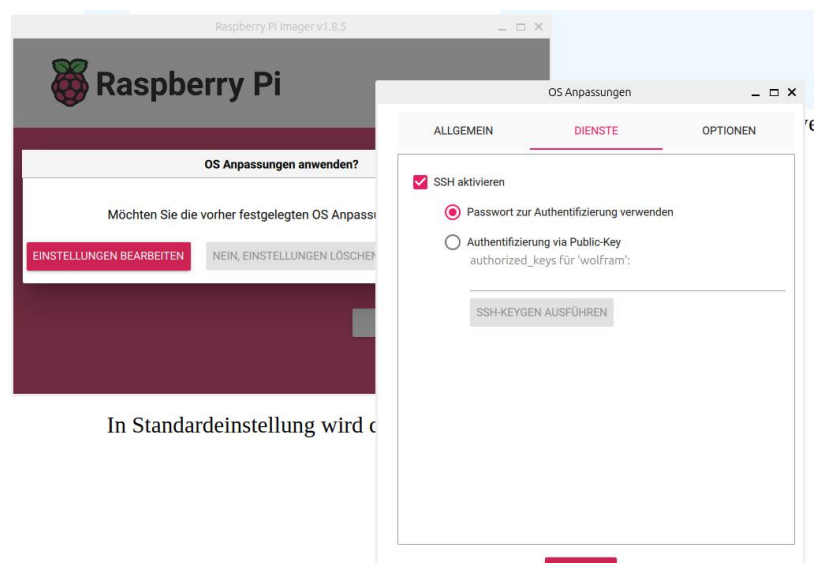 Raspberry Pi Imager v1.8.5
Raspberry Pi
OS Anpassungen anwenden?
Möchten Sie die vorher festgelegten OS Anpassu
EINSTELLUNGEN BEARBEITEN
NEIN, EINSTELLUNGEN LÖSCHEN
In Standardeinstellung wird
OS Anpassungen
ALLGEMEIN
DIENSTE
OPTIONEN
SSH aktivieren
Passwort zur Authentifizierung verwenden
Authentifizierung via Public-Key
authorized_keys für 'wolfram':
SSH-KEYGEN AUSFÜHREN